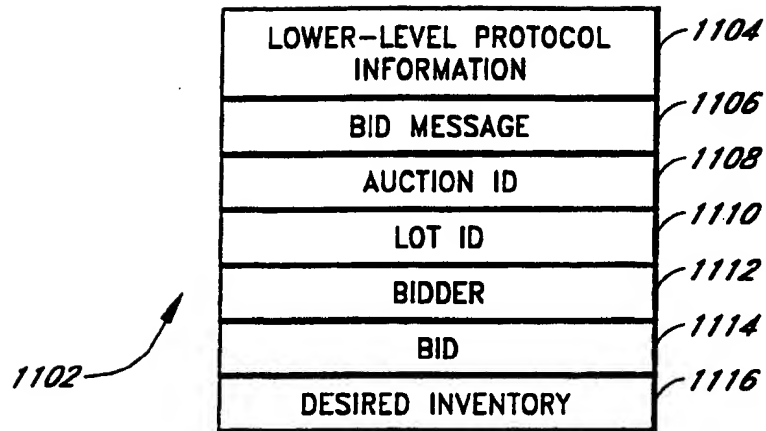 LOWER-LEVEL PROTOCOL
INFORMATION
1104
BID MESSAGE
1106
AUCTION ID
1108
LOT ID
1110
BIDDER
1112
BID
1114
DESIRED INVENTORY
1116
1102